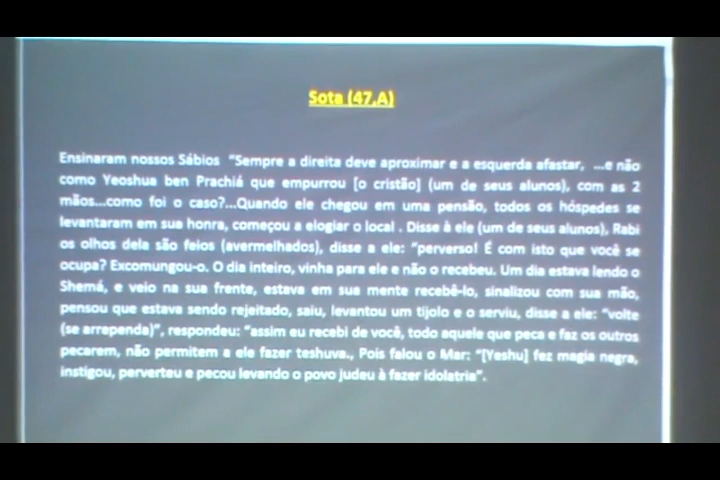 Sota (47.A)
Ensinaram nossos Sábios "Sempre a direita deve aproximar e a esquerda afastar, ...e não
como Yeoshua ben Prachiá que empurrou [o cristão] (um de seus alunos), com as 2
mãos...como foi o caso?...Quando ele chegou em uma pensão, todos os hóspedes se
levantaram em sua honra, começou a elogiar o local . Disse à ele (um de seus alunos), Rabi
os olhos dela são feios (avermelhados), disse a ele: "perverso! É com isto que você se
ocupa? Excomungou-o. O dia inteiro, vinha para ele e não o recebeu. Um dia estava lendo o
Shemá, e veio na sua frente, estava em sua mente recebê-lo, sinalizou com sua mão,
pensou que estava sendo rejeitado, saiu, levantou um tijolo e o serviu, disse a ele: "volte
(se arrependa)", respondeu: "assim eu recebi de você, todo aquele que peca e faz os outros
pecarem, não permitem a ele fazer teshuva., Pois falou o Mar: "[Yeshu] fez magia negra,
instigou, perverteu e pecou levando o povo judeu à fazer idolatria".